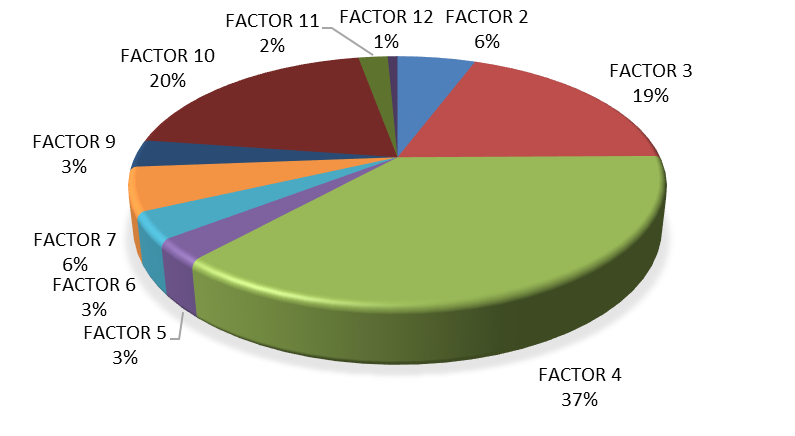 FACTOR 12
1%
FACTOR 2
6%
FACTOR 3
19%
FACTOR 4
37%
FACTOR 5
3%
FACTOR 6
3%
FACTOR 7
6%
FACTOR 9
3%
FACTOR 10
20%
FACTOR 11
2%